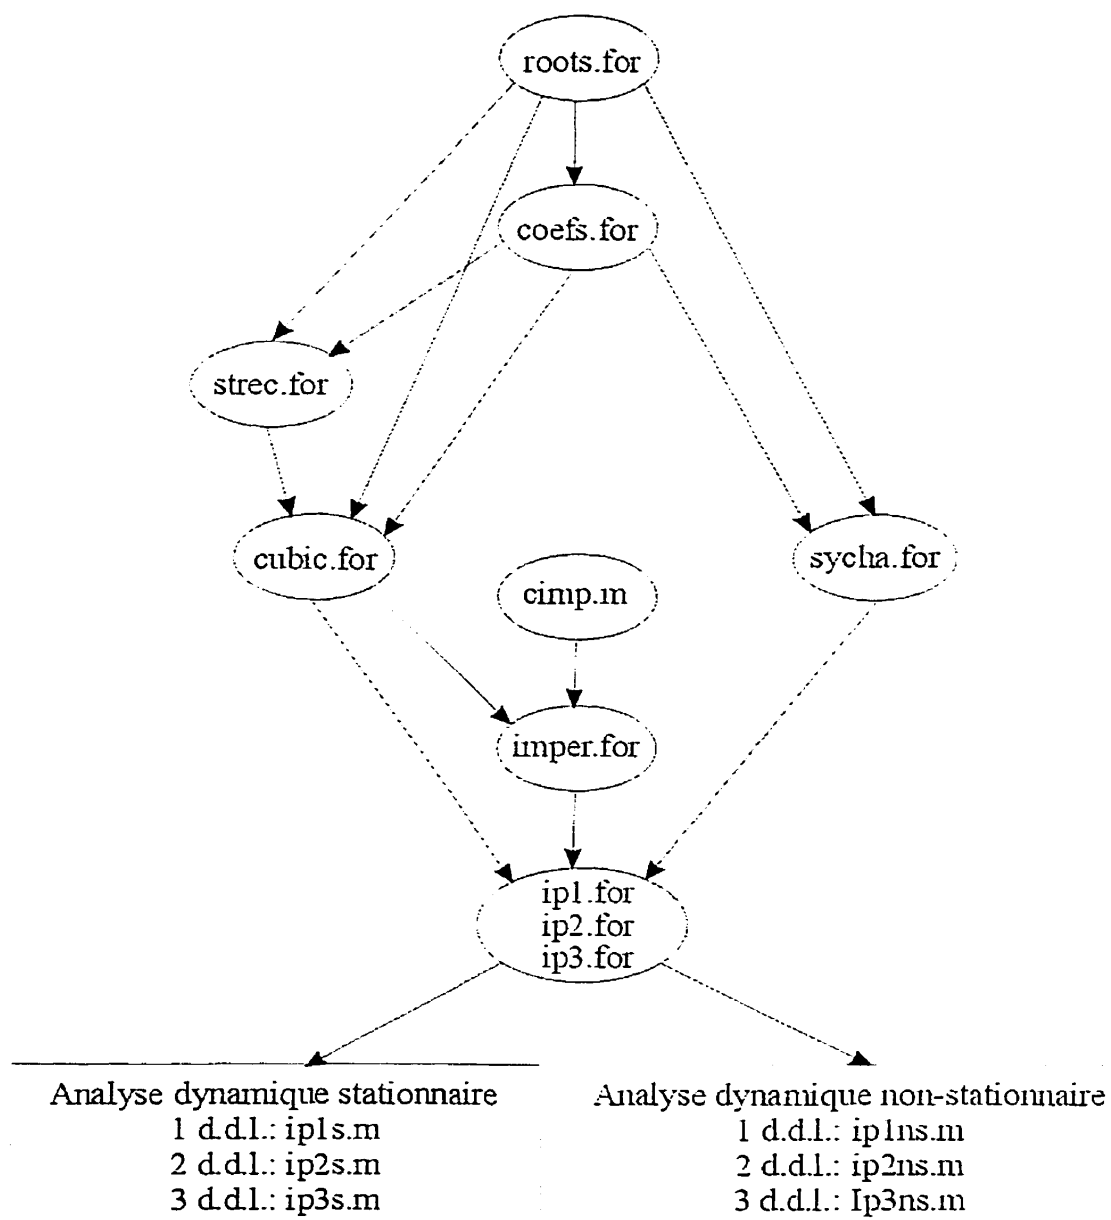 roots.for
coefs.for
strec.for
cubic.for
cimp.m
sycha.for
imper.for
ip1.for
ip2.for
ip3.for
Analyse dynamique stationnaire
1 d.d.l.: ip1s.m
2 d.d.l.: ip2s.m
3 d.d.l.: ip3s.m
Analyse dynamique non-stationnaire
1 d.d.l.: ip1ns.m
2 d.d.l.: ip2ns.m
3 d.d.l.: Ip3ns.m